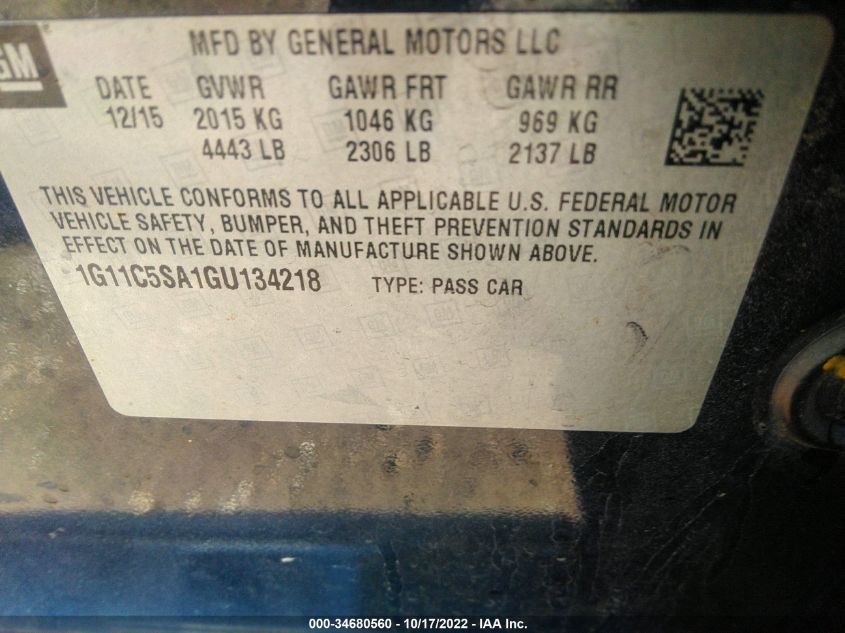 GM
MFD BY GENERAL MOTORS LLC
DATE GVWR GAWR FRT GAWR RR
12/15 2015 KG 1046 KG 969 KG
4443 LB 2306 LB 2137 LB
THIS VEHICLE CONFORMS TO ALL APPLICABLE U.S. FEDERAL MOTOR
VEHICLE SAFETY, BUMPER, AND THEFT PREVENTION STANDARDS IN
EFFECT ON THE DATE OF MANUFACTURE SHOWN ABOVE.
1G11C5SA1GU134218 TYPE: PASS CAR
000-34680560 - 10/17/2022 - IAA Inc.